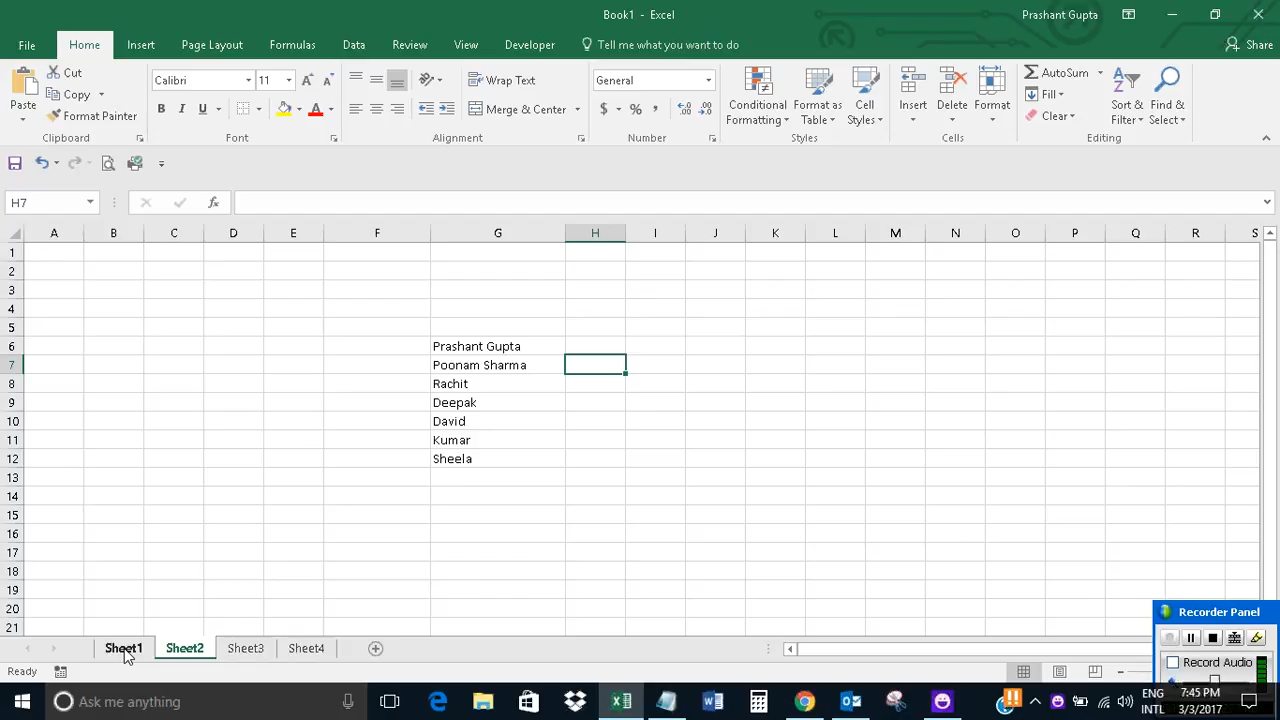 Book1 - Excel
Prashant Gupta
File Home Insert Page Layout Formulas Data Review View Developer Tell me what you want to do Share
Paste
Cut
Copy
Format Painter
Clipboard
Calibri 11
B I U
Font
Wrap Text
Merge & Center
Alignment
General
$ % ,
Number
Conditional Formatting
Format as Table
Cell Styles
Styles
Insert Delete Format
Cells
AutoSum
Fill
Clear
Sort & Filter
Find & Select
Editing
H7
fx
A B C D E F G H I J K L M N O P Q R S
1
2
3
4
5
6 Prashant Gupta
7 Poonam Sharma
8 Rachit
9 Deepak
10 David
11 Kumar
12 Sheela
13
14
15
16
17
18
19
20
21
Sheet1 Sheet2 Sheet3 Sheet4
Ready
Recorder Panel
Record Audio
Ask me anything
ENG
INTL
7:45 PM
3/3/2017